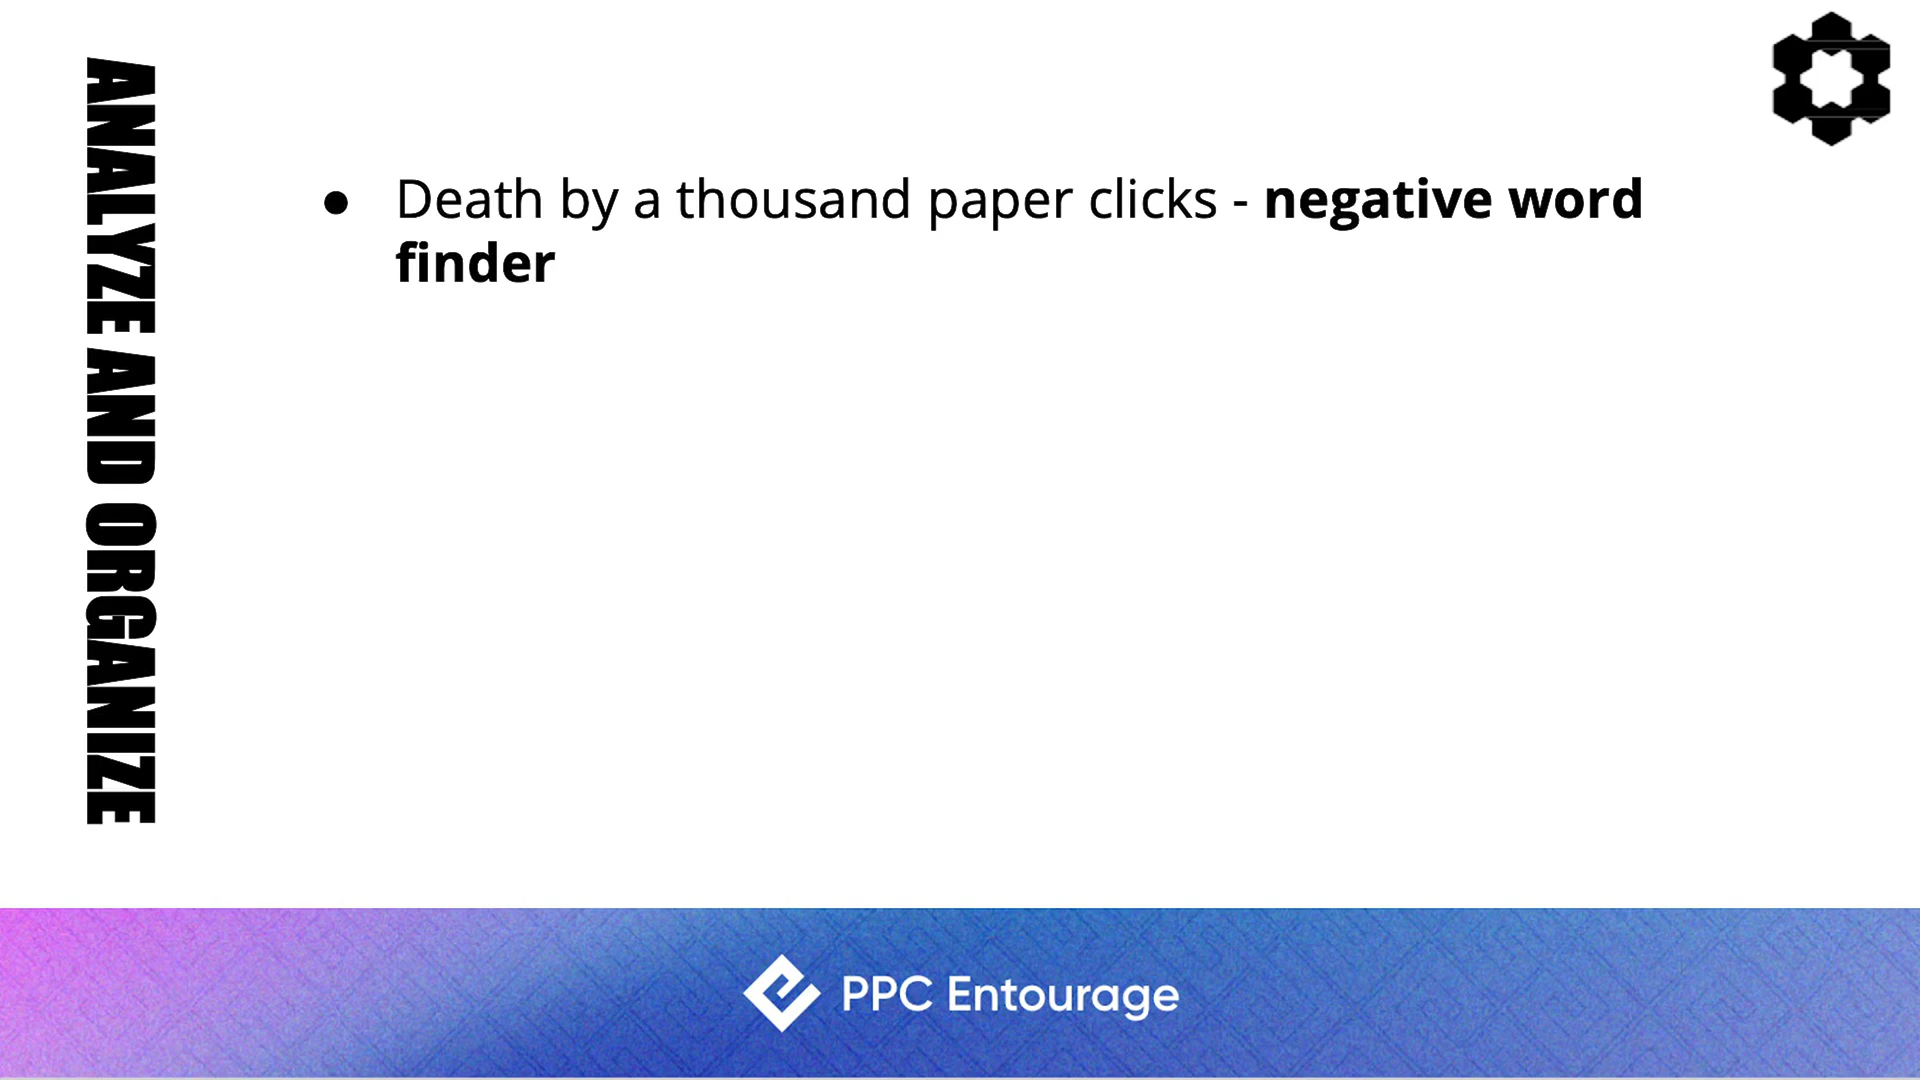 ANALYZE AND ORGANIZE
● Death by a thousand paper clicks - negative word
finder
PPC Entourage